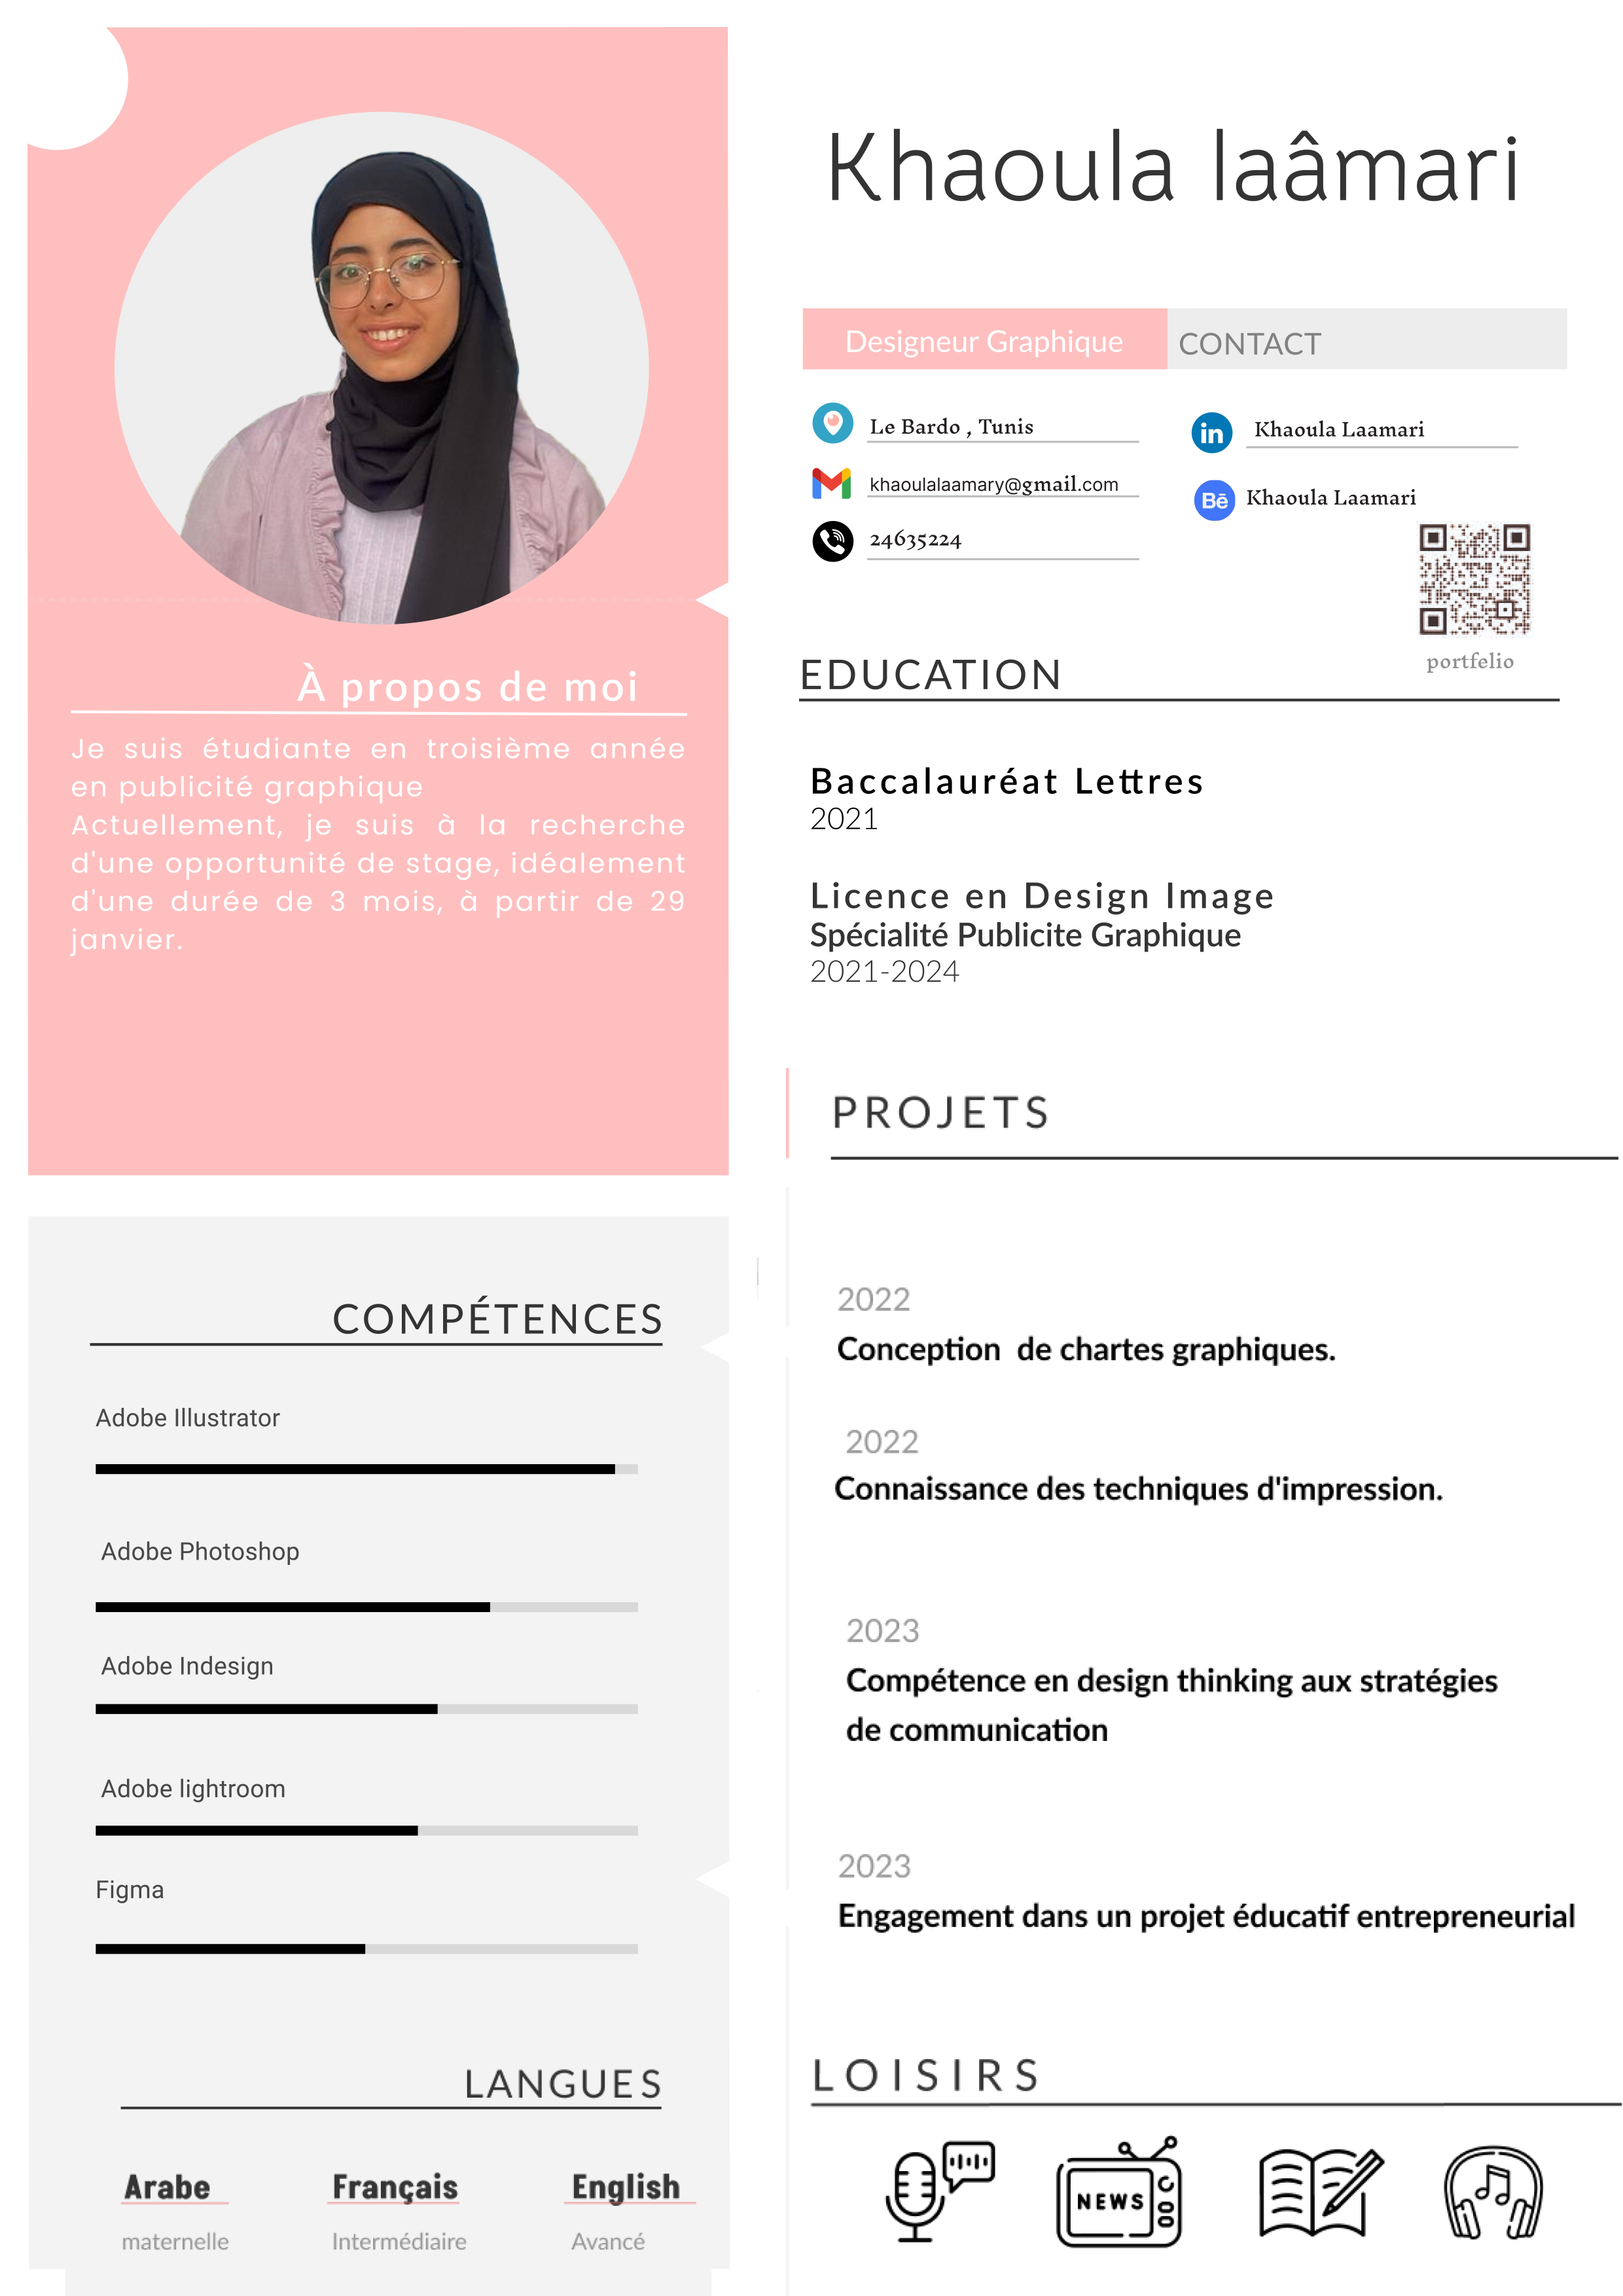 Khaoula laâmari
Designeur Graphique
CONTACT
Le Bardo , Tunis
khaoulalaamary@gmail.com
24635224
Khaoula Laamari
Bē Khaoula Laamari
portfelio
À propos de moi
Je suis étudiante en troisième année
en publicité graphique
Actuellement, je suis à la recherche
d'une opportunité de stage, idéalement
d'une durée de 3 mois, à partir de 29
janvier.
EDUCATION
Baccalauréat Lettres
2021
Licence en Design Image
Spécialité Publicite Graphique
2021-2024
PROJETS
2022
Conception de chartes graphiques.
2022
Connaissance des techniques d'impression.
2023
Compétence en design thinking aux stratégies
de communication
2023
Engagement dans un projet éducatif entrepreneurial
COMPÉTENCES
Adobe Illustrator
Adobe Photoshop
Adobe Indesign
Adobe lightroom
Figma
LANGUES
Arabe
maternelle
Français
Intermédiaire
English
Avancé
LOISIRS
NEWS